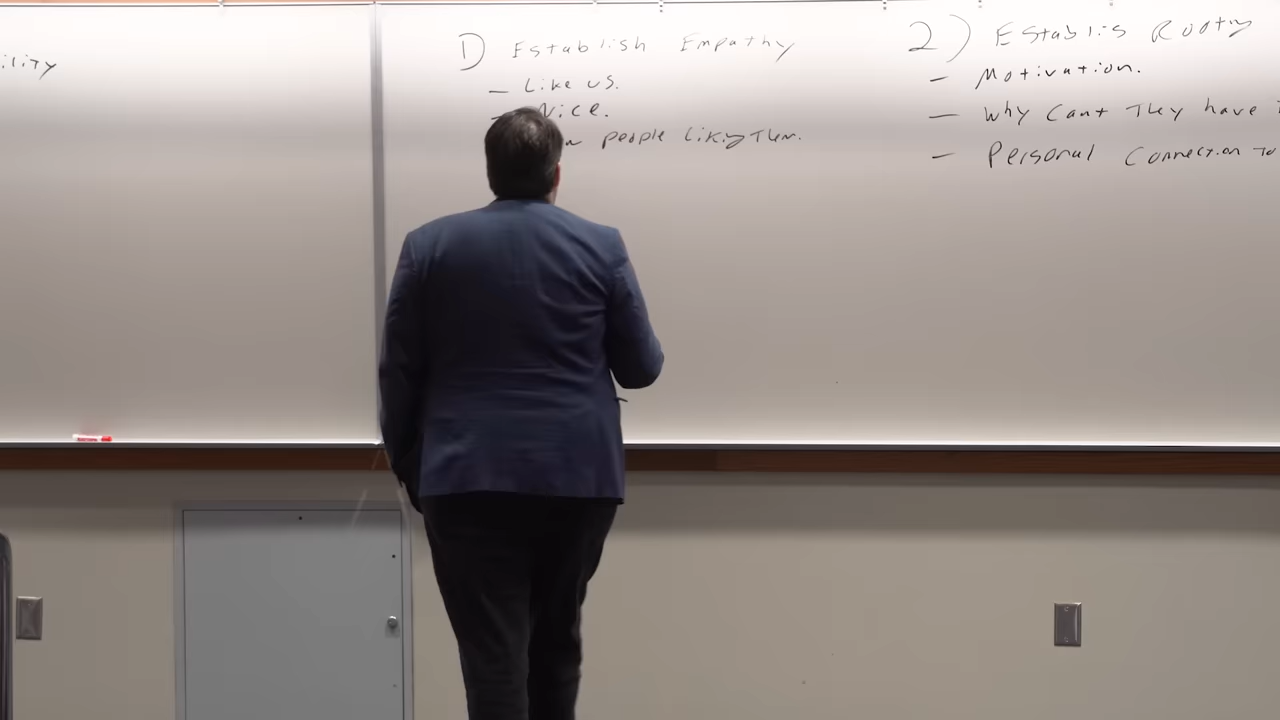 ility
1) Establish Empathy
- Like us.
- Nice.
people Liking Them.
2) Establis Rooting
- Motivation.
- Why Cant They have
- Personal Connection To